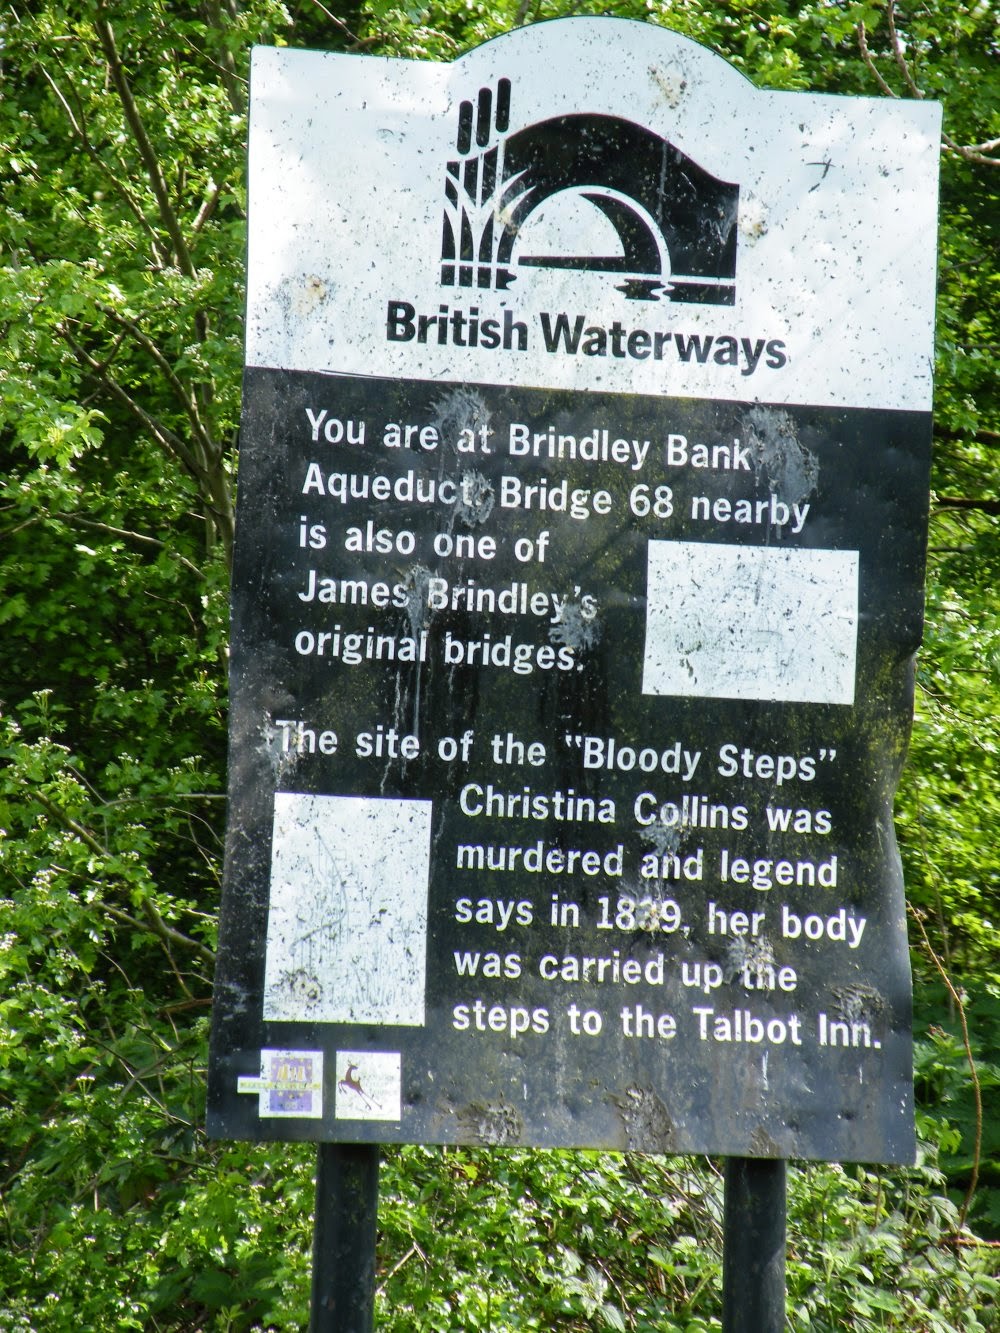 British Waterways
You are at Brindley Bank
Aqueduct. Bridge 68 nearby
is also one of
James Brindley's
original bridges.
The site of the "Bloody Steps"
Christina Collins was
murdered and legend
says in 1839, her body
was carried up the
steps to the Talbot Inn.